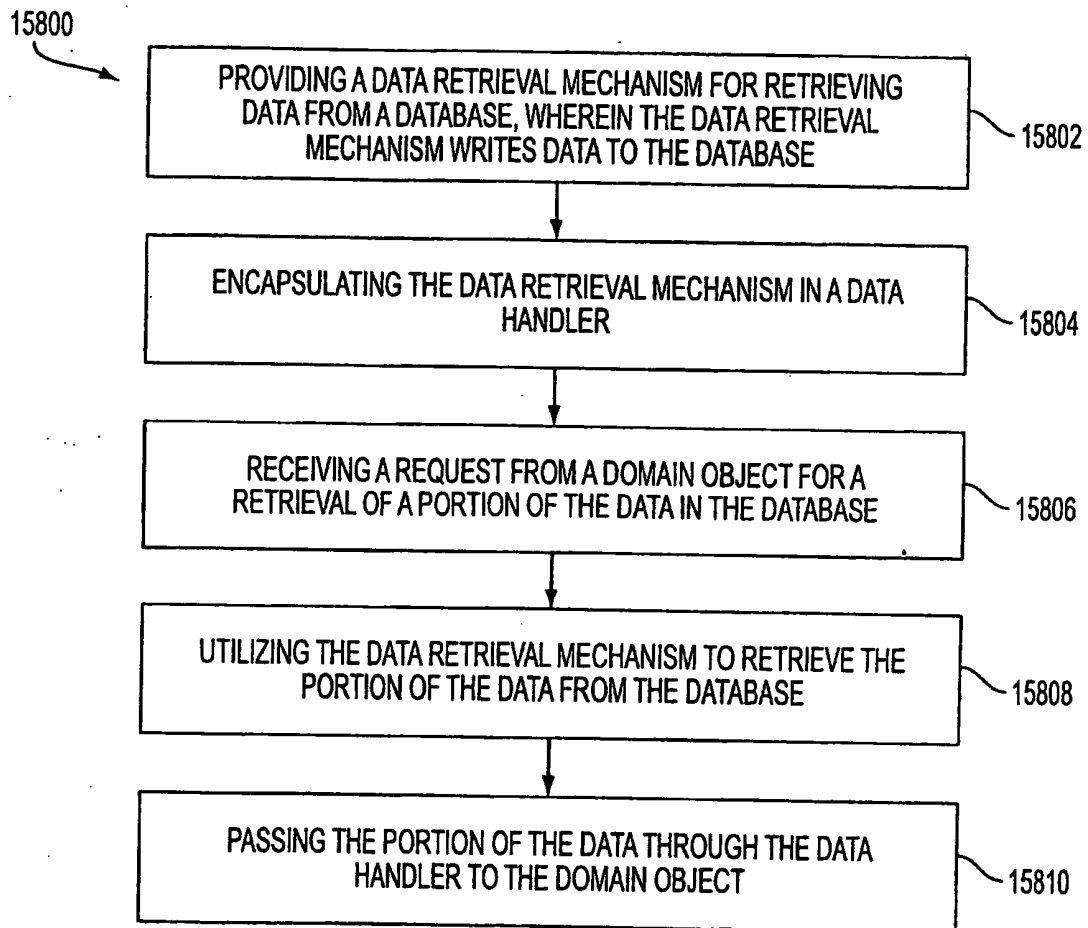 15800
PROVIDING A DATA RETRIEVAL MECHANISM FOR RETRIEVING
DATA FROM A DATABASE, WHEREIN THE DATA RETRIEVAL
MECHANISM WRITES DATA TO THE DATABASE
15802
ENCAPSULATING THE DATA RETRIEVAL MECHANISM IN A DATA
HANDLER
15804
RECEIVING A REQUEST FROM A DOMAIN OBJECT FOR A
RETRIEVAL OF A PORTION OF THE DATA IN THE DATABASE
15806
UTILIZING THE DATA RETRIEVAL MECHANISM TO RETRIEVE THE
PORTION OF THE DATA FROM THE DATABASE
15808
PASSING THE PORTION OF THE DATA THROUGH THE DATA
HANDLER TO THE DOMAIN OBJECT
15810